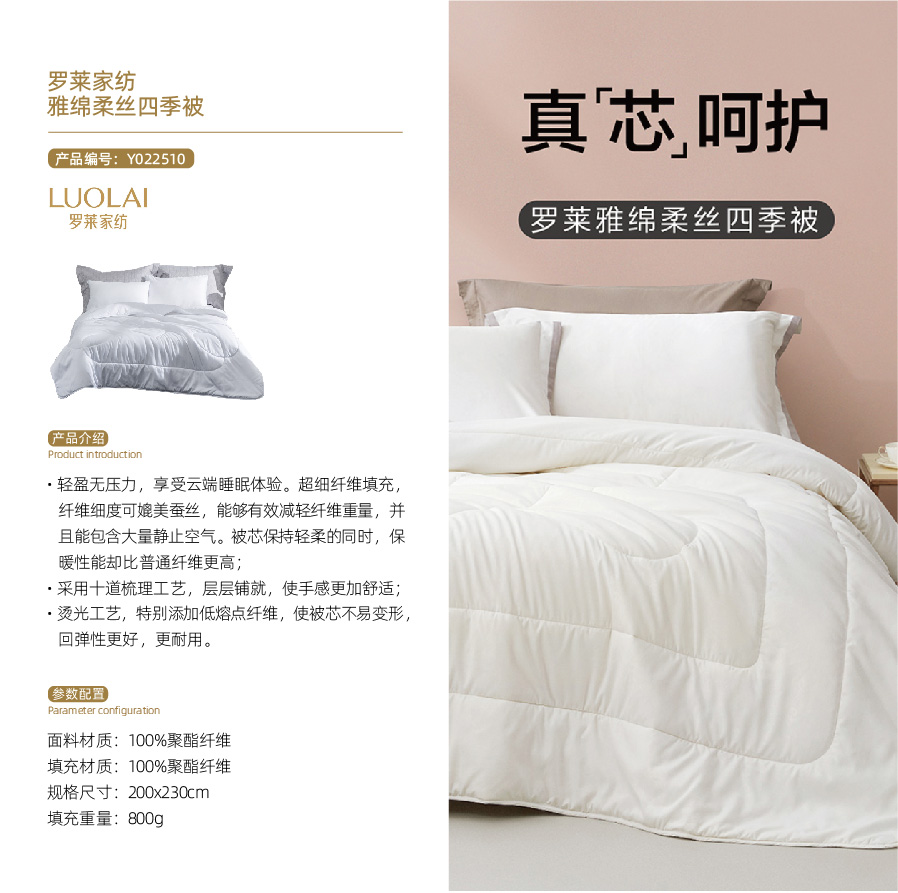 罗莱家纺
雅绵柔丝四季被
产品编号：Y022510
LUOLAI
罗莱家纺
产品介绍
Product introduction
• 轻盈无压力，享受云端睡眠体验。超细纤维填充，
纤维细度可媲美蚕丝，能够有效减轻纤维重量，并
且能包含大量静止空气。被芯保持轻柔的同时，保
暖性能却比普通纤维更高；
• 采用十道梳理工艺，层层铺就，使手感更加舒适；
• 烫光工艺，特别添加低熔点纤维，使被芯不易变形，
回弹性更好，更耐用。
参数配置
Parameter configuration
面料材质：100%聚酯纤维
填充材质：100%聚酯纤维
规格尺寸：200x230cm
填充重量：800g
真「芯」呵护
罗莱雅绵柔丝四季被